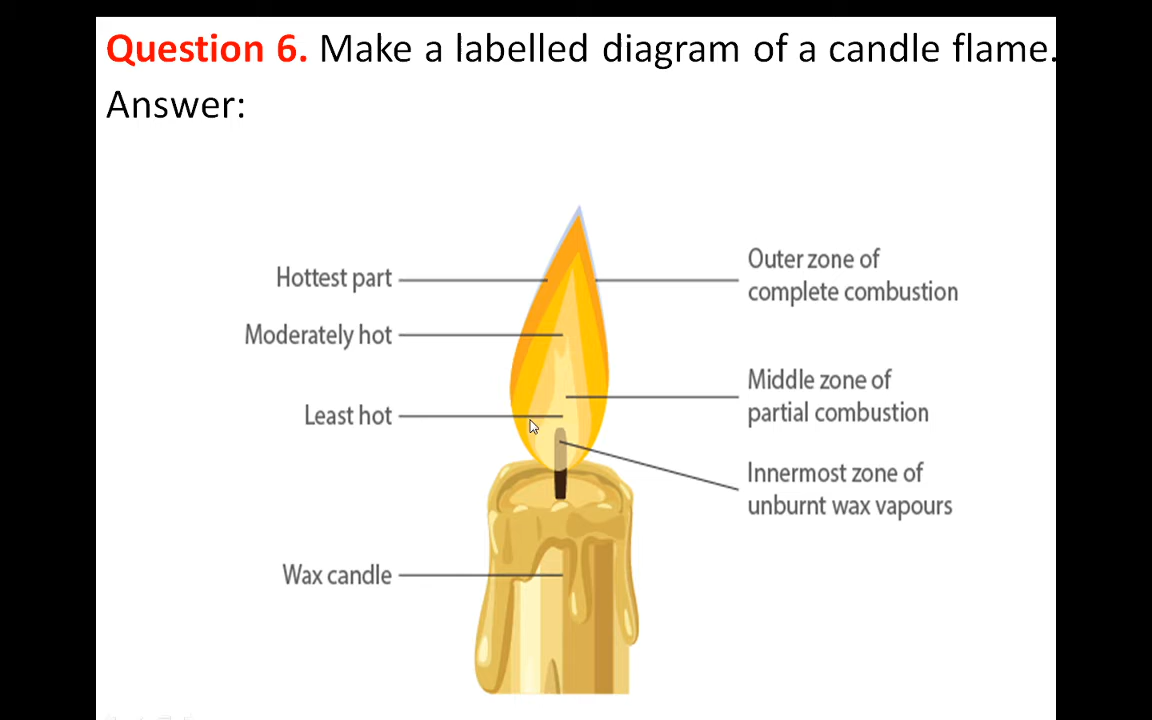 Question 6. Make a labelled diagram of a candle flame.
Answer:
Hottest part
Moderately hot
Least hot
Wax candle
Outer zone of
complete combustion
Middle zone of
partial combustion
Innermost zone of
unburnt wax vapours